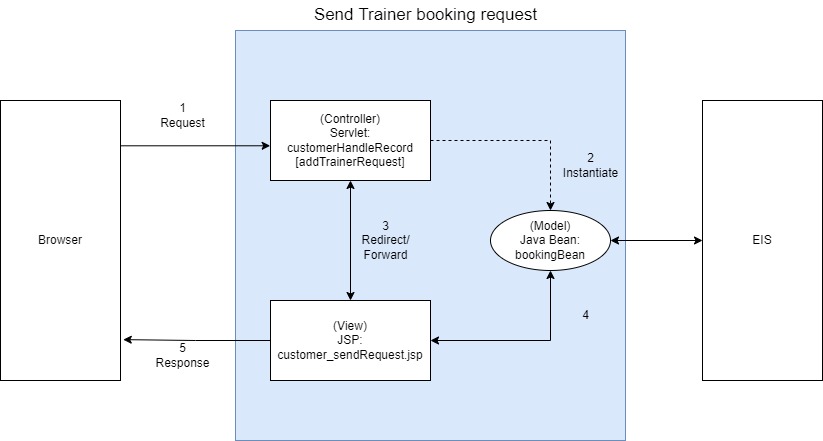 Send Trainer booking request
1
Request
(Controller)
Servlet:
customerHandleRecord
[addTrainerRequest]
2
Instantiate
3
Redirect/
Forward
Browser
(Model)
Java Bean:
bookingBean
EIS
4
(View)
JSP:
customer_sendRequest.jsp
5
Response